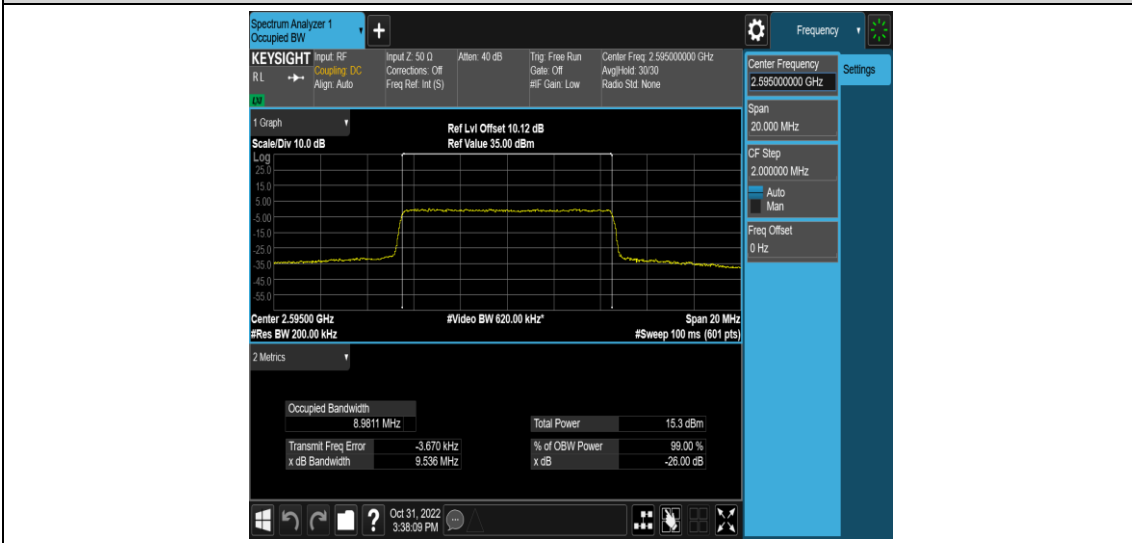 Spectrum Analyzer 1
Occupied BW
+
Frequency
KEYSIGHT
RL
LXI
Input: RF
Coupling: DC
Align: Auto
Input Z: 50 Ω
Corrections: Off
Freq Ref: Int (S)
Atten: 40 dB
Trig: Free Run
Gate: Off
#IF Gain: Low
Center Freq: 2.595000000 GHz
Avg|Hold: 30/30
Radio Std: None
Center Frequency
2.595000000 GHz
Settings
Span
20.000 MHz
CF Step
2.000000 MHz
Auto
Man
Freq Offset
0 Hz
1 Graph
Scale/Div 10.0 dB
Ref Lvl Offset 10.12 dB
Ref Value 35.00 dBm
Log
25.0
15.0
5.00
-5.00
-15.0
-25.0
-35.0
-45.0
-55.0
Center 2.59500 GHz
#Video BW 620.00 kHz*
Span 20 MHz
#Res BW 200.00 kHz
#Sweep 100 ms (601 pts)
2 Metrics
Occupied Bandwidth
8.9811 MHz
Total Power 15.3 dBm
Transmit Freq Error -3.670 kHz
% of OBW Power 99.00 %
x dB Bandwidth 9.536 MHz
x dB -26.00 dB
?
Oct 31, 2022
3:38:09 PM